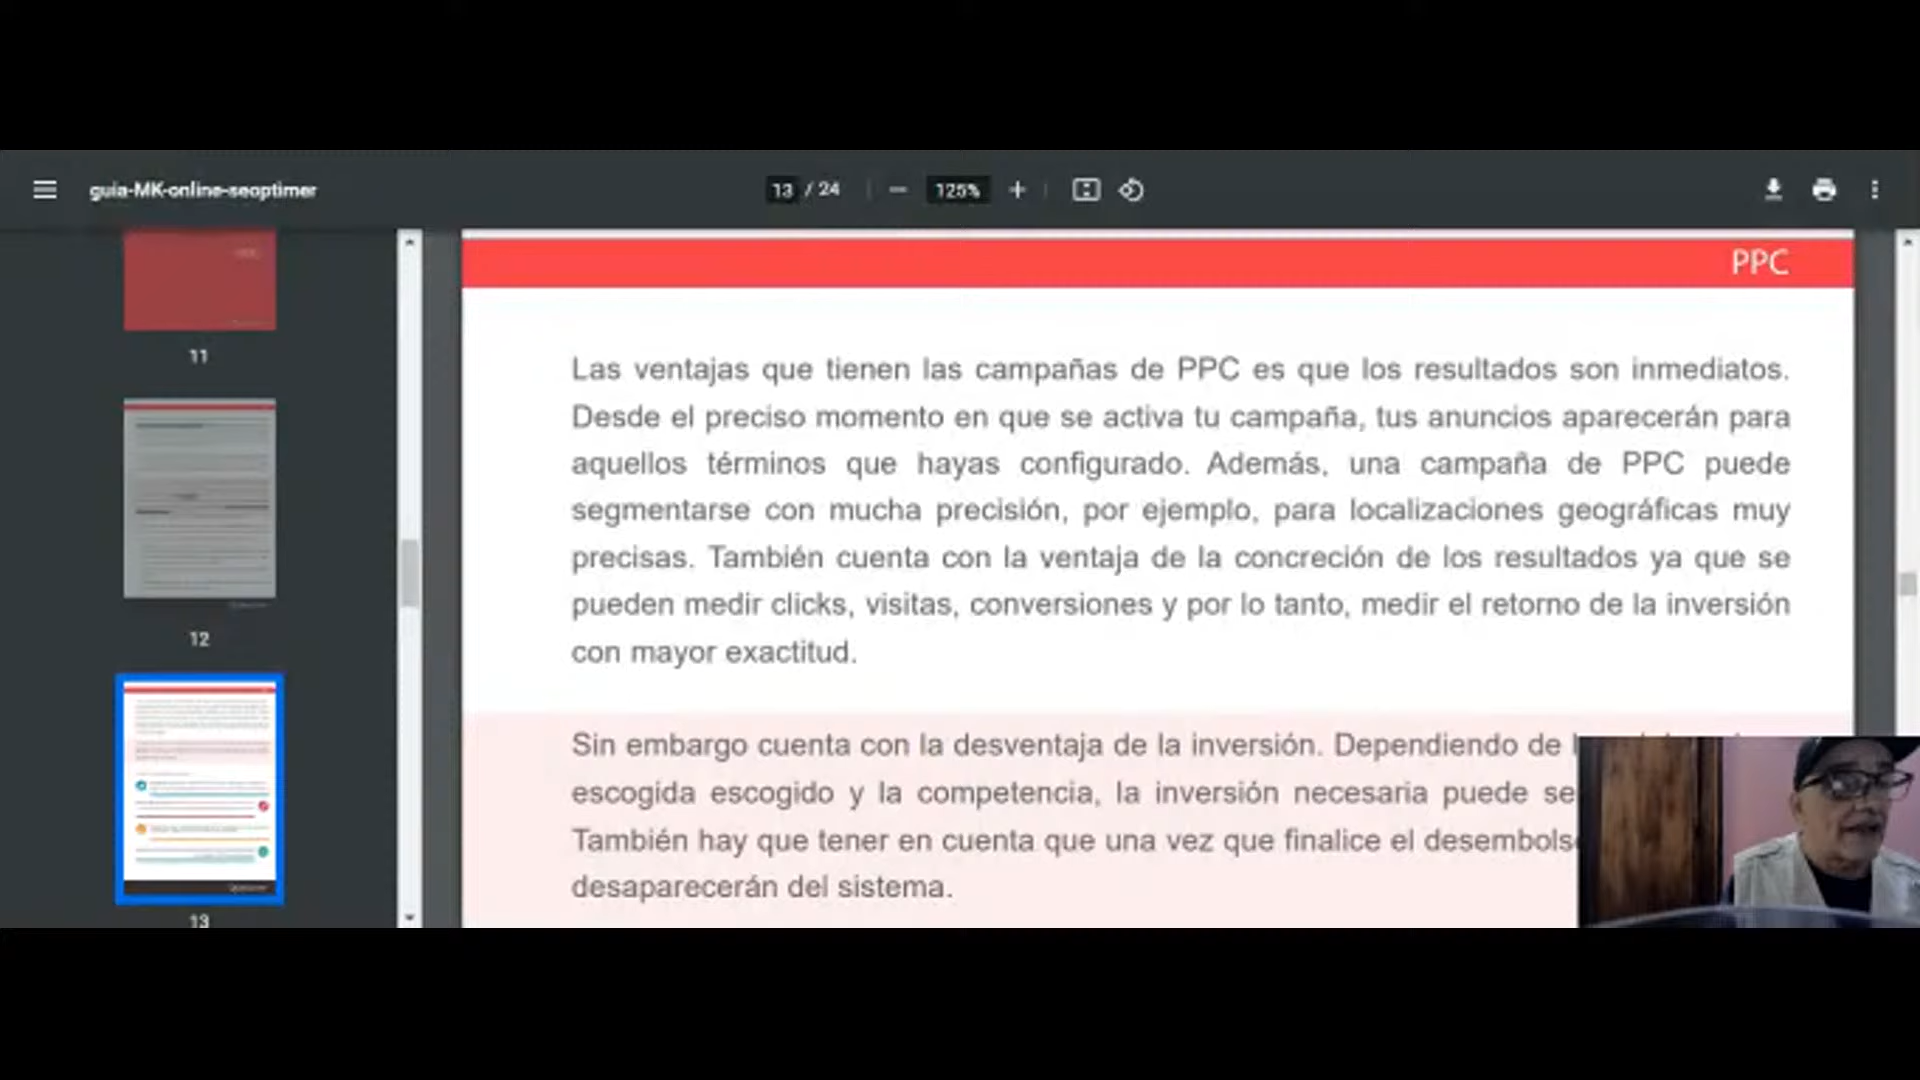 guia-MK-online-seoptimer
13 / 24
125%
11
12
13
PPC
Las ventajas que tienen las campañas de PPC es que los resultados son inmediatos.
Desde el preciso momento en que se activa tu campaña, tus anuncios aparecerán para
aquellos términos que hayas configurado. Además, una campaña de PPC puede
segmentarse con mucha precisión, por ejemplo, para localizaciones geográficas muy
precisas. También cuenta con la ventaja de la concreción de los resultados ya que se
pueden medir clicks, visitas, conversiones y por lo tanto, medir el retorno de la inversión
con mayor exactitud.
Sin embargo cuenta con la desventaja de la inversión. Dependiendo de
escogida escogido y la competencia, la inversión necesaria puede
También hay que tener en cuenta que una vez que finalice el
desaparecerán del sistema.